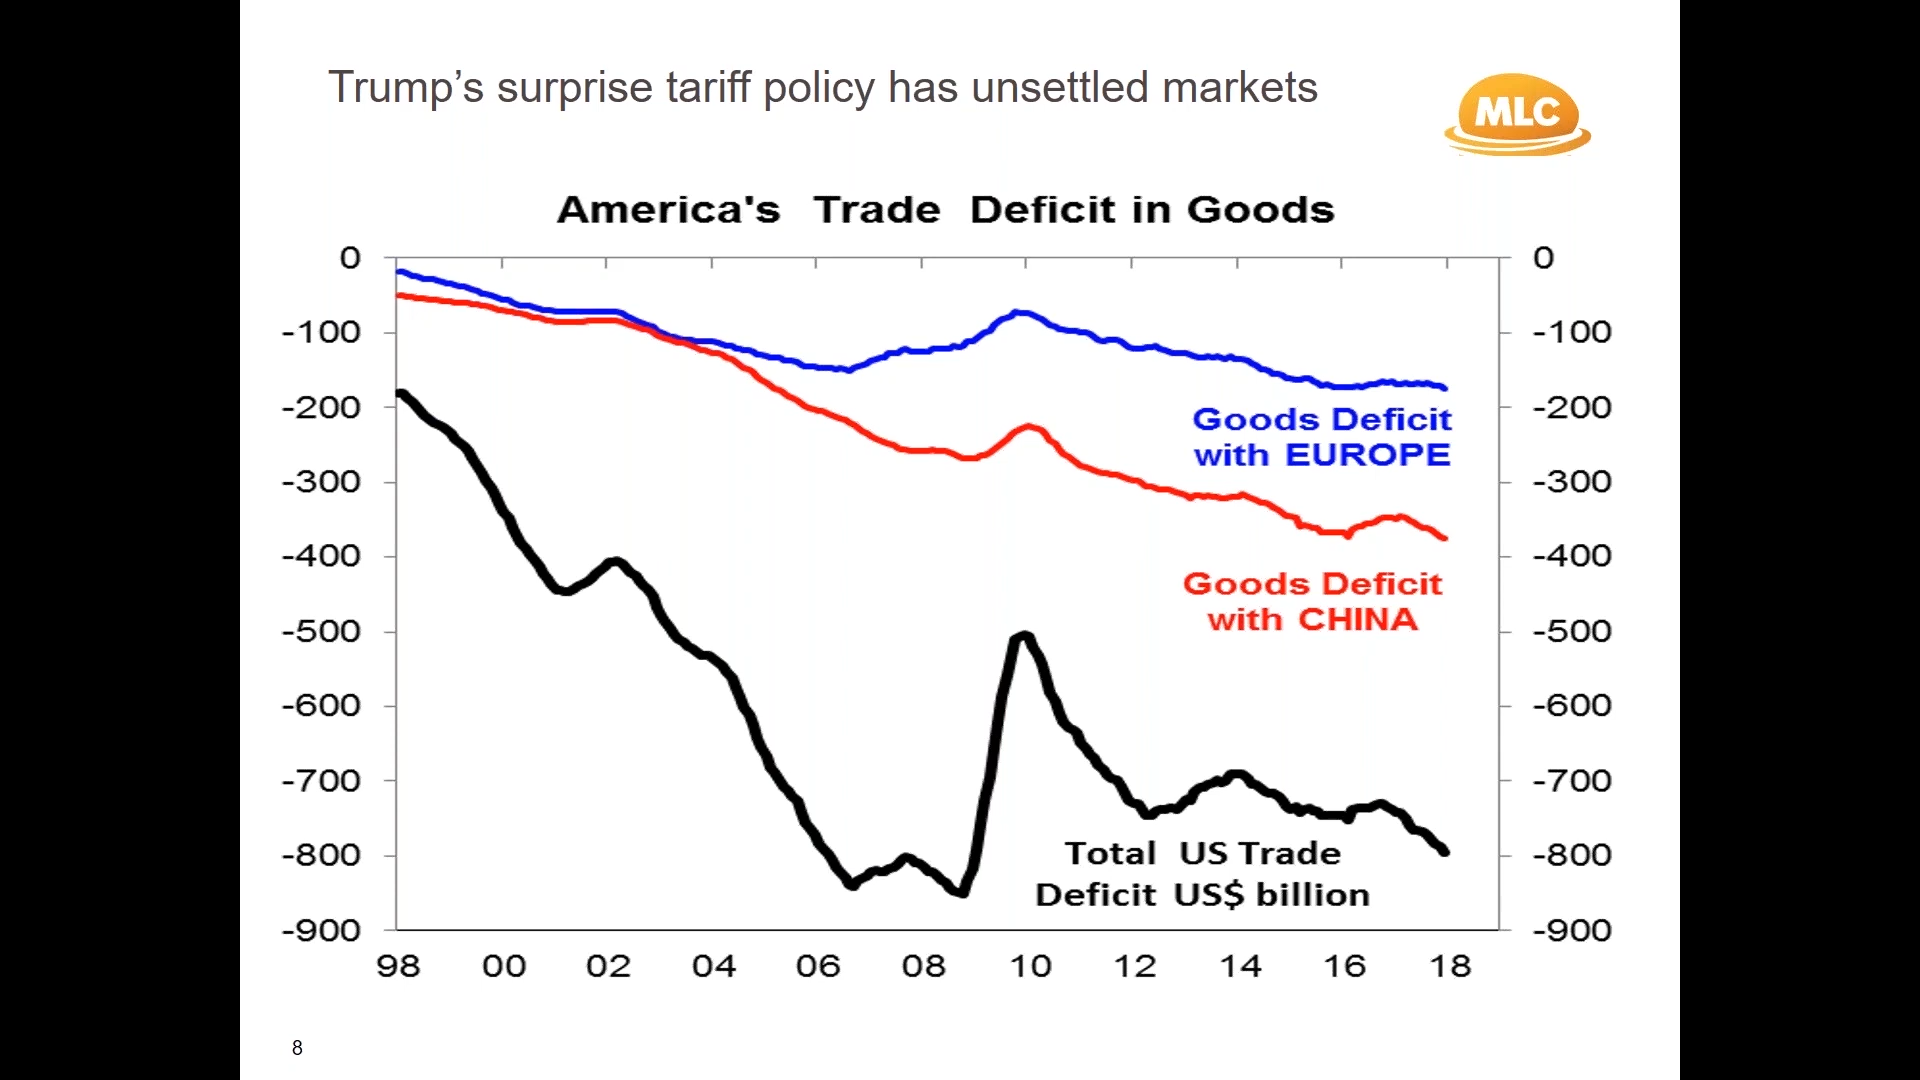 Trump’s surprise tariff policy has unsettled markets
MLC
America's Trade Deficit in Goods
0 0
-100 -100
-200 -200
Goods Deficit
with EUROPE
-300 -300
-400 -400
Goods Deficit
with CHINA
-500 -500
-600 -600
-700 -700
-800 -800
Total US Trade
Deficit US$ billion
-900 -900
98 00 02 04 06 08 10 12 14 16 18
8